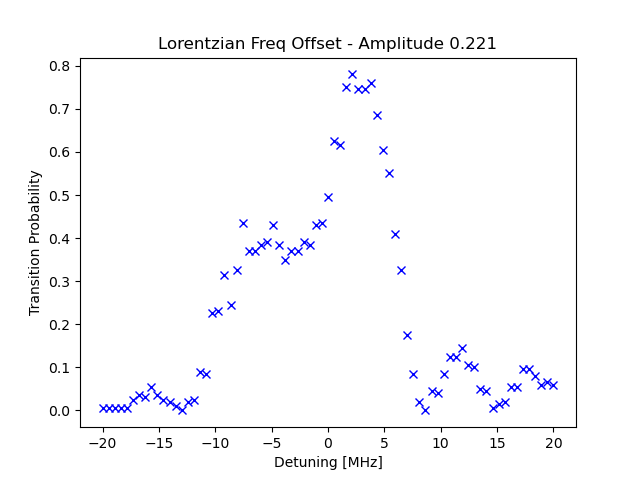 Lorentzian Freq Offset - Amplitude 0.221
Transition Probability
0.8
0.7
0.6
0.5
0.4
0.3
0.2
0.1
0.0
−20 −15 −10 −5 0 5 10 15 20
Detuning [MHz]